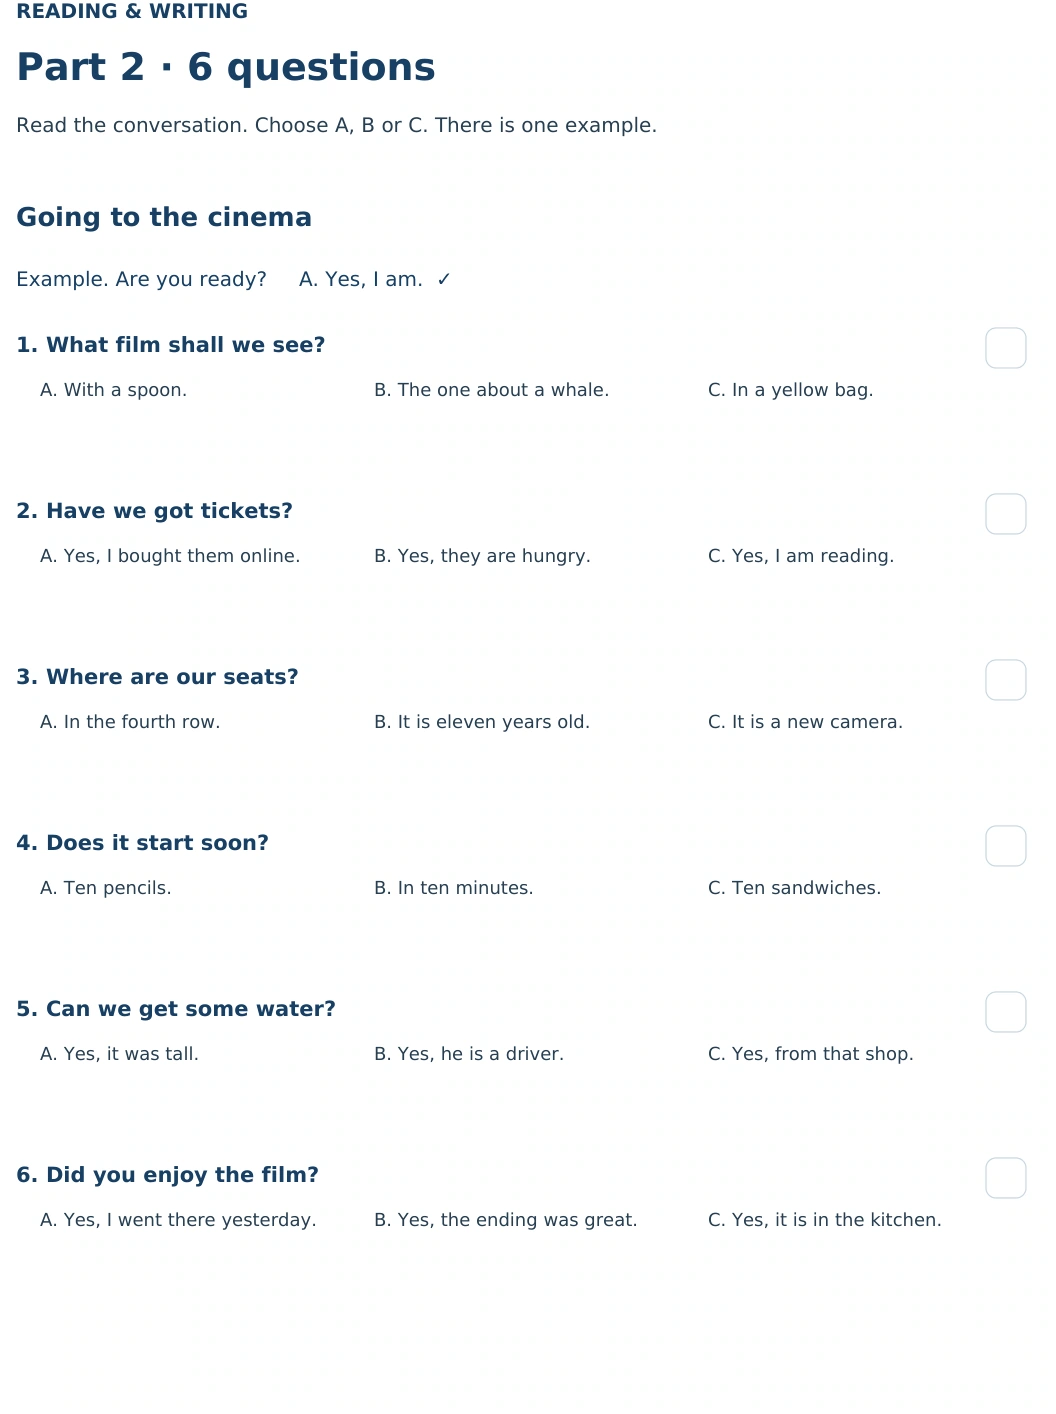 READING & WRITING
Part 2 · 6 questions
Read the conversation. Choose A, B or C. There is one example.
Going to the cinema
Example. Are you ready? A. Yes, I am. ✓
1. What film shall we see?
A. With a spoon. B. The one about a whale. C. In a yellow bag.
2. Have we got tickets?
A. Yes, I bought them online. B. Yes, they are hungry. C. Yes, I am reading.
3. Where are our seats?
A. In the fourth row. B. It is eleven years old. C. It is a new camera.
4. Does it start soon?
A. Ten pencils. B. In ten minutes. C. Ten sandwiches.
5. Can we get some water?
A. Yes, it was tall. B. Yes, he is a driver. C. Yes, from that shop.
6. Did you enjoy the film?
A. Yes, I went there yesterday. B. Yes, the ending was great. C. Yes, it is in the kitchen.